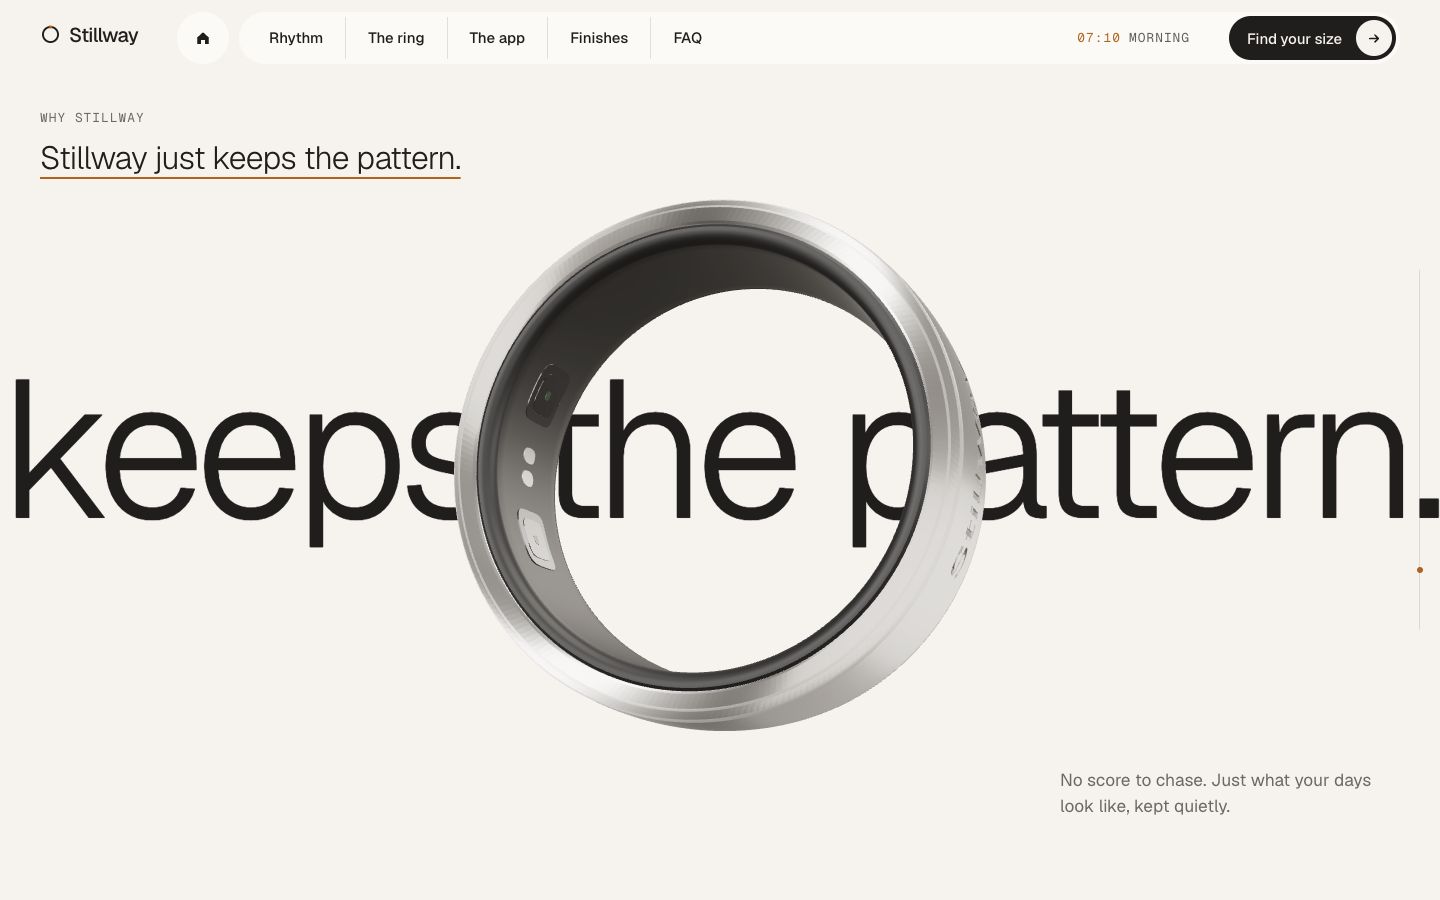 Stillway
Rhythm
The ring
The app
Finishes
FAQ
07:10 MORNING
Find your size
WHY STILLWAY
Stillway just keeps the pattern.
keeps the pattern.
No score to chase. Just what your days
look like, kept quietly.